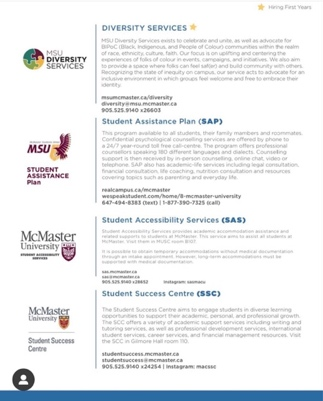 Hiring First Years
DIVERSITY SERVICES
MSU Diversity Services exists to celebrate and unite, as well as advocate for
BIPoC (Black, Indigenous, and People of Colour) communities within the realm
of race, ethnicity, culture, faith. Our focus is on uplifting and centering the
experiences of folks of colour in events, campaigns, and initiatives. We also aim
to provide a space where folks can feel safe(r) and build community with others.
Recognizing the state of inequity on campus, our service acts to advocate for an
inclusive environment in which groups feel welcome and free to embrace their
identity.
MSU
DIVERSITY
SERVICES
msumcmaster.ca/diversity
diversity@msu.mcmaster.ca
905.525.9140 x26603
Student Assistance Plan (SAP)
This program available to all students, their family members and roommates.
Confidential psychological counselling services are offered by phone to
a 24/7 year-round toll free call-centre. The program offers professional
counsellors speaking 180 different languages and dialects. Counselling
support is then received by in-person counselling, online chat, video or
telephone. SAP also has academic-life services including legal consultation,
financial consultation, life coaching, nutrition consultation and resources
covering topics such as parenting and everyday life.
MSU
STUDENT
ASSISTANCE
Plan
realcampus.ca/mcmaster
wespeakstudent.com/home/8-mcmaster-university
647-494-8383 (text) | 1-877-390-7325 (call)
Student Accessibility Services (SAS)
Student Accessibility Services provides academic accommodation assistance and
related supports to students at McMaster. This service aims to assist all students at
McMaster. Visit them in MUSC room B107.
It is possible to obtain temporary accommodations without medical documentation
through an intake appointment. However, long-term accommodations must be
supported with medical documentation.
McMaster
University
STUDENT ACCESSIBILITY
SERVICES
sas.mcmaster.ca
sas@mcmaster.ca
905.525.9140 x28652 Instagram: sasmacu
Student Success Centre (SSC)
The Student Success Centre aims to engage students in diverse learning
opportunities to support their academic, personal, and professional growth.
The SCC offers a variety of academic support services including writing and
tutoring services, as well as professional development services, international
student services, career services, and financial management resources. Visit
the SCC in Gilmore Hall room 110.
McMaster
University
Student Success
Centre
studentsuccess.mcmaster.ca
studentsuccess@mcmaster.ca
905.525.9140 x24254 | Instagram: macssc